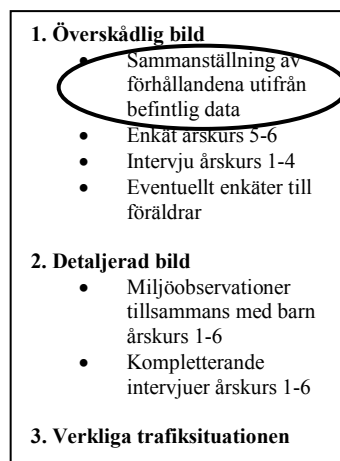 1. Överskådlig bild
• Sammanställning av
förhållandena utifrån
befintlig data
• Enkät årskurs 5-6
• Intervju årskurs 1-4
• Eventuellt enkäter till
föräldrar
2. Detaljerad bild
• Miljöobservationer
tillsammans med barn
årskurs 1-6
• Kompletterande
intervjuer årskurs 1-6
3. Verkliga trafiksituationen